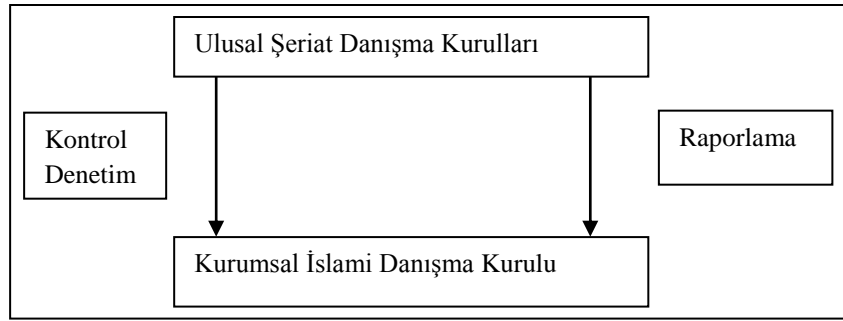 Ulusal Şeriat Danışma Kurulları
Kontrol
Denetim
Raporlama
Kurumsal İslami Danışma Kurulu